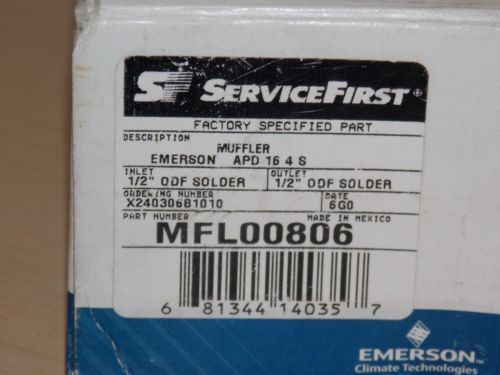 SERVICEFIRST®
FACTORY SPECIFIED PART
DESCRIPTION
MUFFLER
EMERSON APD 16 4 S
INLET OUTLET
1/2" ODF SOLDER 1/2" ODF SOLDER
ORDERING NUMBER DATE
X24030681010 6G0
PART NUMBER MADE IN MEXICO
MFL00806
6 81344 14035 7
EMERSON
Climate Technologies